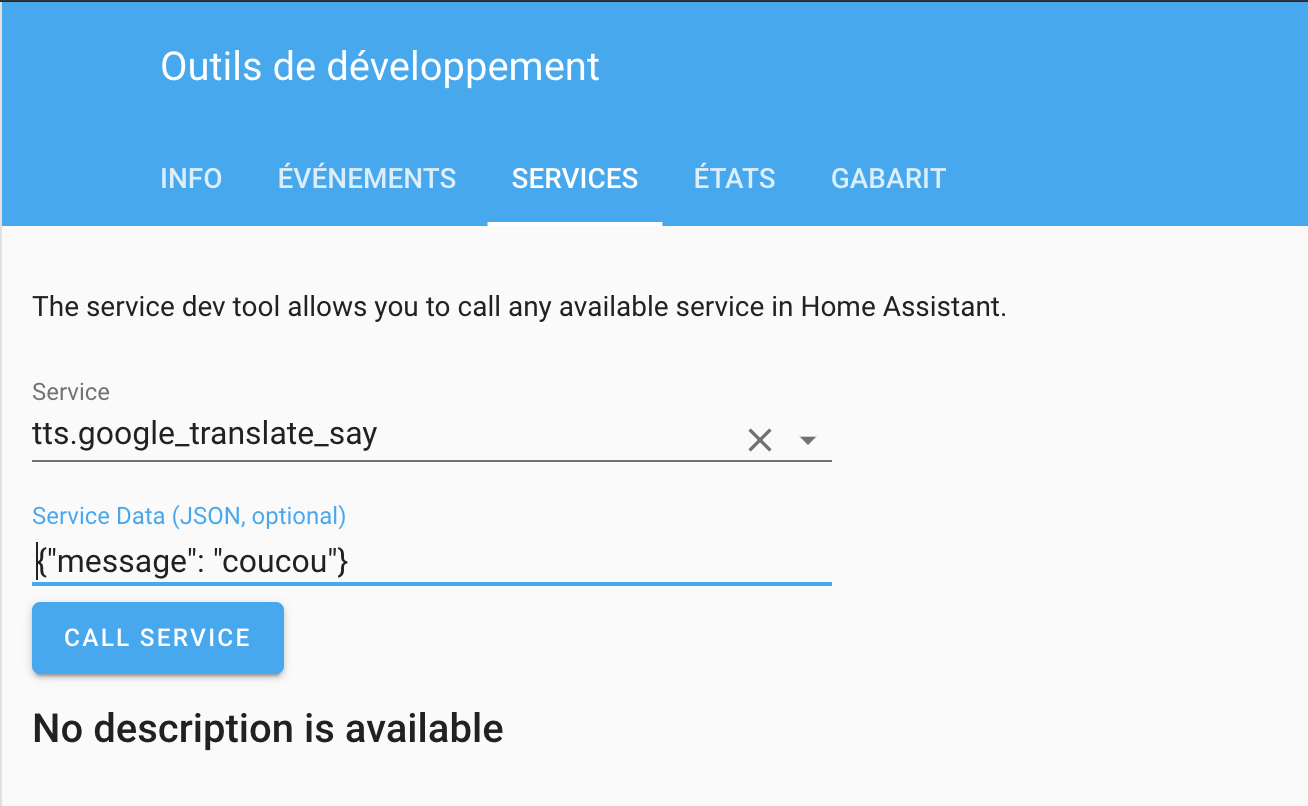 Outils de développement
INFO ÉVÉNEMENTS SERVICES ÉTATS GABARIT
The service dev tool allows you to call any available service in Home Assistant.
Service
tts.google_translate_say
Service Data (JSON, optional)
{"message": "coucou"}
CALL SERVICE
No description is available